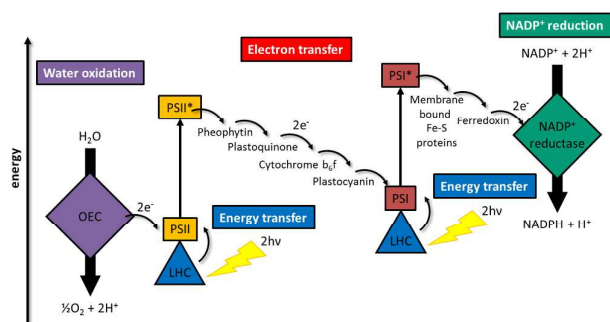 NADP⁺ reduction
Electron transfer
NADP⁺ + 2H⁺
Water oxidation
PSI*
PSII*
Membrane
bound
Fe-S
proteins
2e⁻
Ferredoxin
NADP⁺
reductase
Pheophytin
2e⁻
Plastoquinone
Cytochrome b₆f
Plastocyanin
energy
H₂O
OEC
2e⁻
PSII
Energy transfer
LHC
2hν
PSI
Energy transfer
LHC
2hν
NADPH + H⁺
½O₂ + 2H⁺